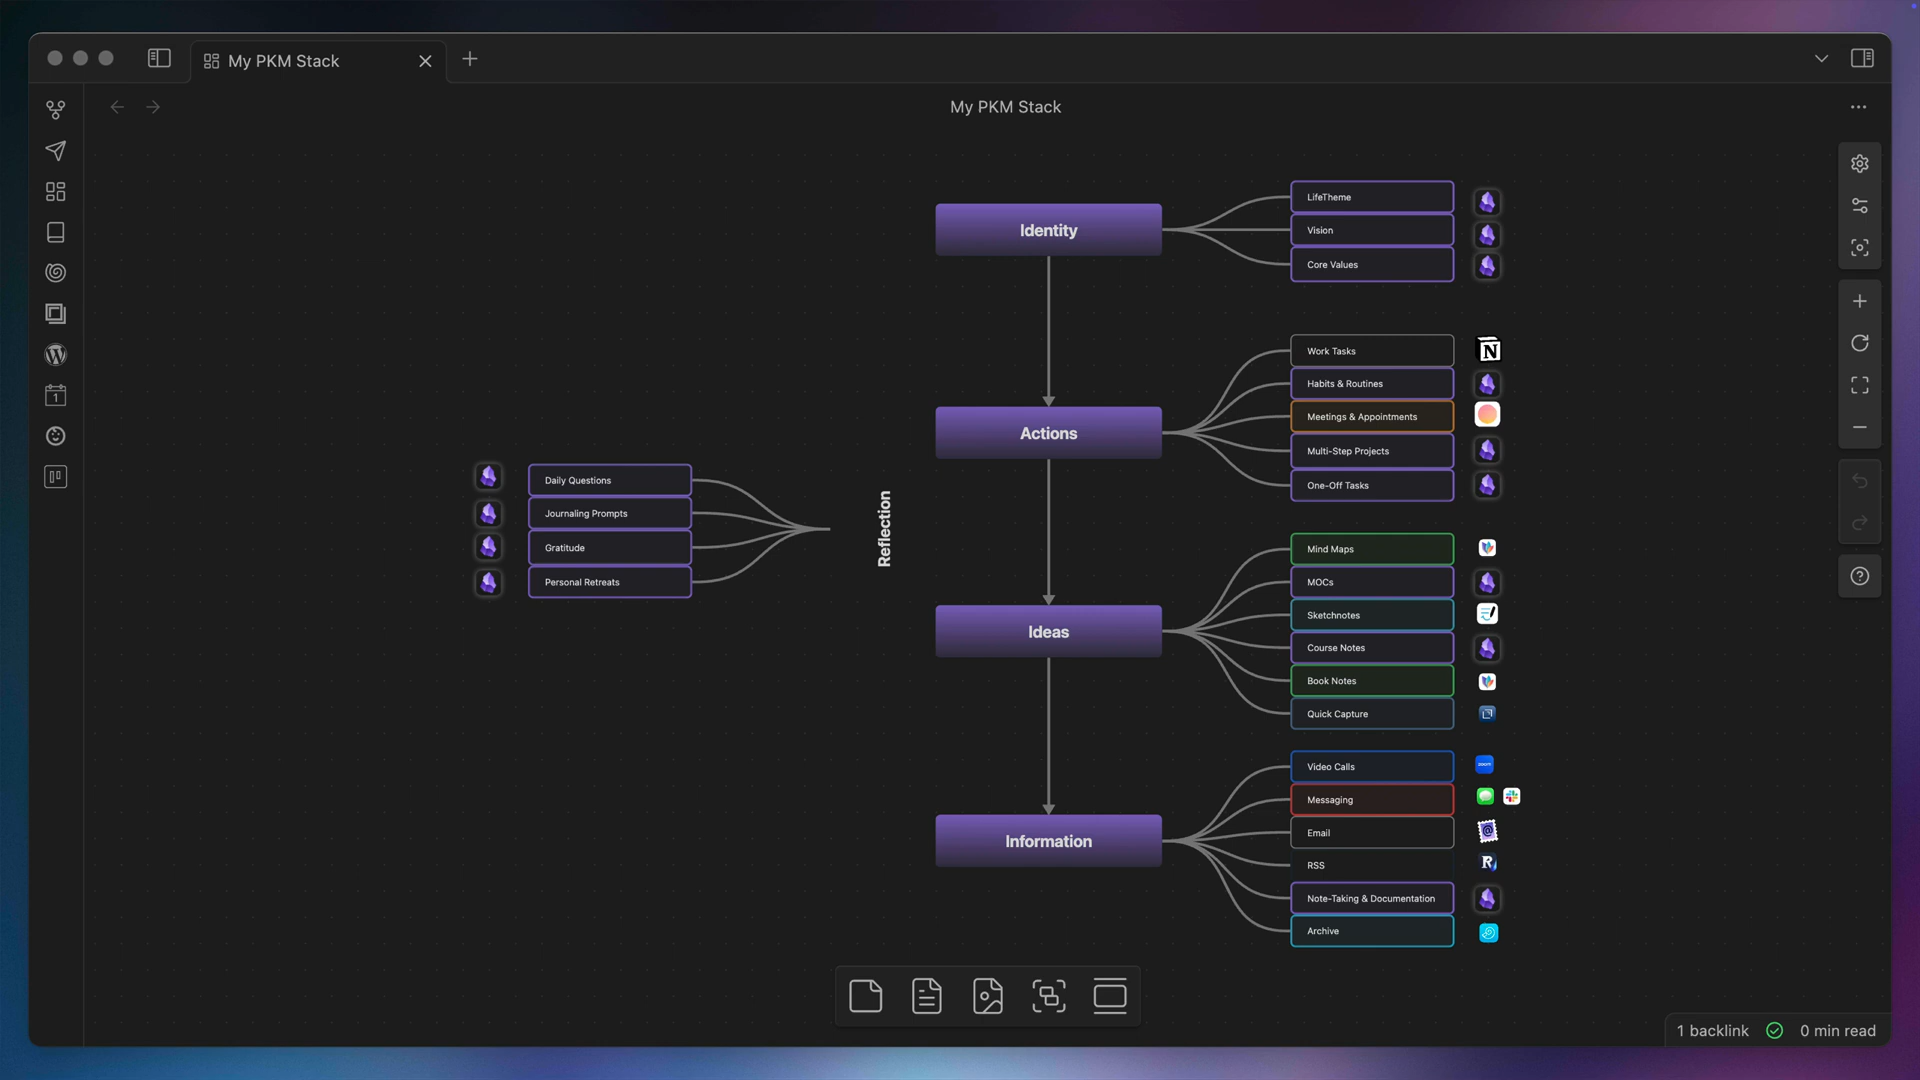 My PKM Stack
My PKM Stack
Identity
LifeTheme
Vision
Core Values
Actions
Work Tasks
N
Habits & Routines
Meetings & Appointments
Multi-Step Projects
One-Off Tasks
Daily Questions
Journaling Prompts
Gratitude
Personal Retreats
Reflection
Ideas
Mind Maps
MOCs
Sketchnotes
Course Notes
Book Notes
Quick Capture
Information
Video Calls
zoom
Messaging
Email
@
RSS
R
Note-Taking & Documentation
Archive
1
1 backlink
0 min read